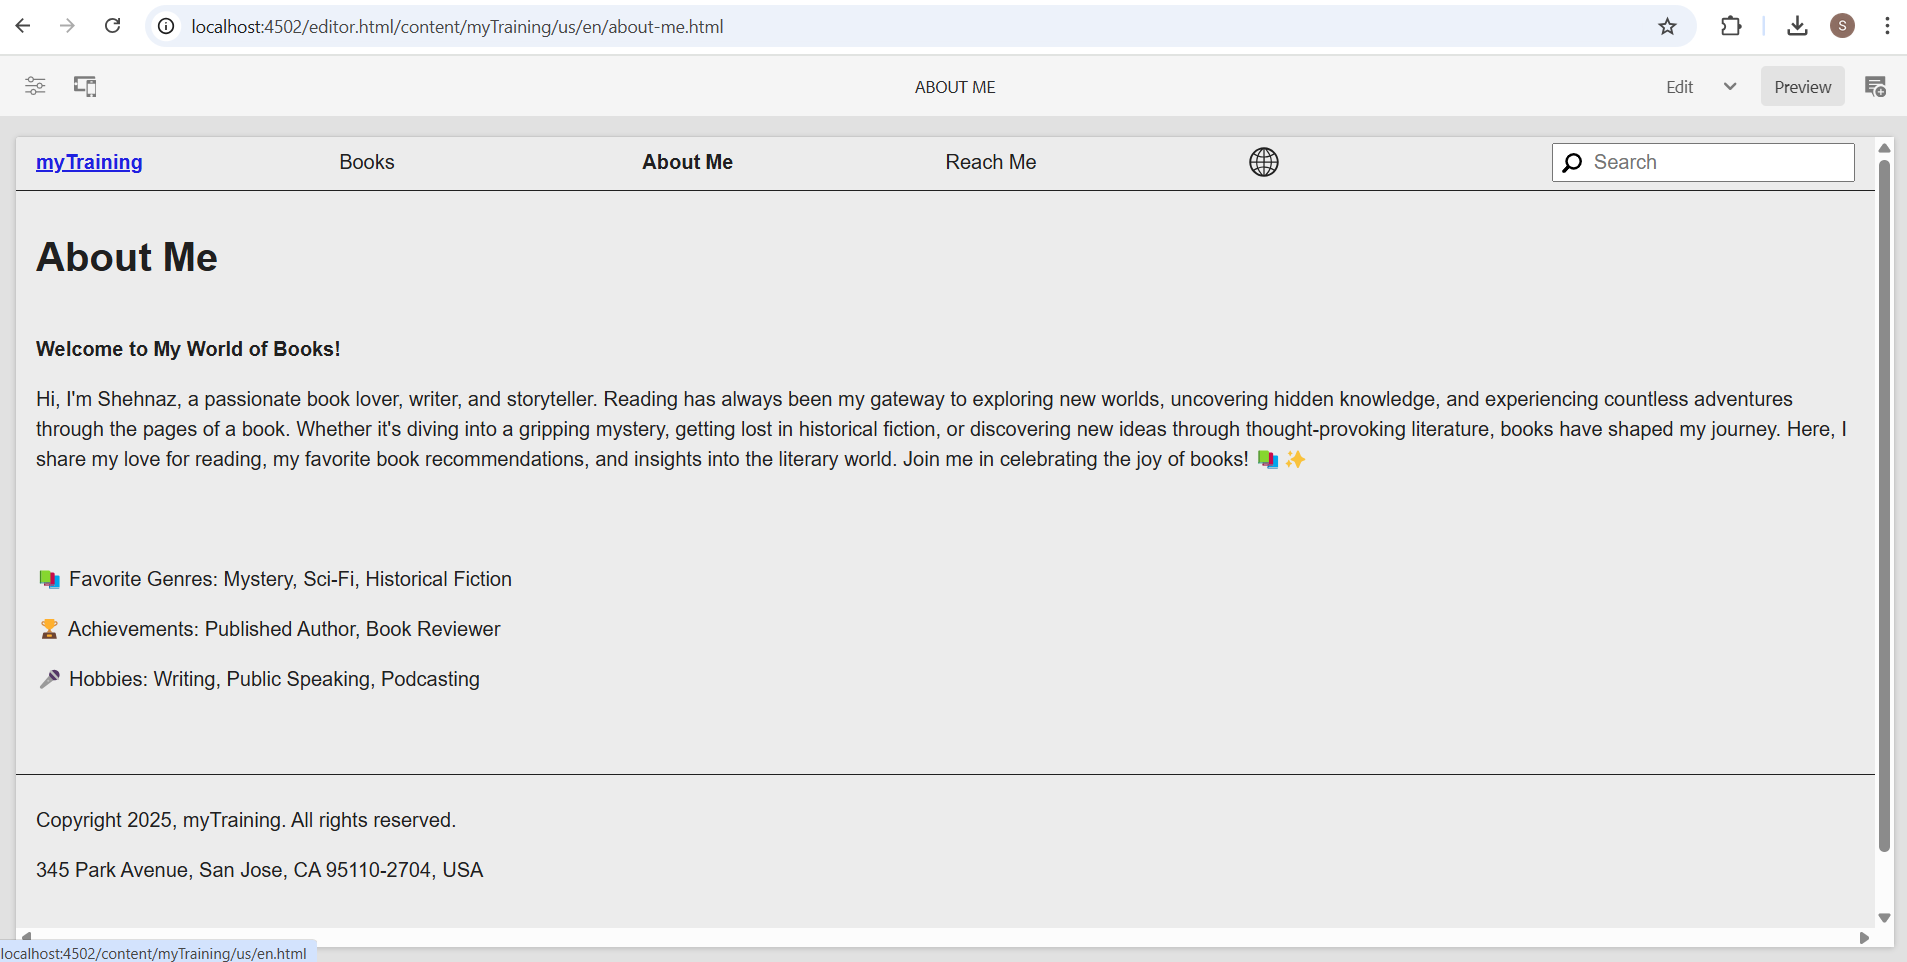 localhost:4502/editor.html/content/myTraining/us/en/about-me.html
S
ABOUT ME
Edit
Preview
myTraining
Books
About Me
Reach Me
Search
About Me
Welcome to My World of Books!
Hi, I'm Shehnaz, a passionate book lover, writer, and storyteller. Reading has always been my gateway to exploring new worlds, uncovering hidden knowledge, and experiencing countless adventures
through the pages of a book. Whether it's diving into a gripping mystery, getting lost in historical fiction, or discovering new ideas through thought-provoking literature, books have shaped my journey. Here, I
share my love for reading, my favorite book recommendations, and insights into the literary world. Join me in celebrating the joy of books! 📚 ✨
📚 Favorite Genres: Mystery, Sci-Fi, Historical Fiction
🏆 Achievements: Published Author, Book Reviewer
🎤 Hobbies: Writing, Public Speaking, Podcasting
Copyright 2025, myTraining. All rights reserved.
345 Park Avenue, San Jose, CA 95110-2704, USA
localhost:4502/content/myTraining/us/en.html